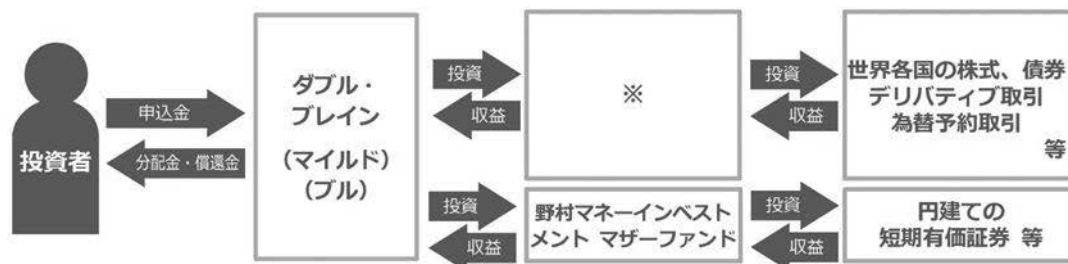 投資者
申込金
分配金・償還金
ダブル・
ブレイン
(マイルド)
(ブル)
投資
収益
※
投資
収益
世界各国の株式、債券
デリバティブ取引
為替予約取引
等
投資
収益
野村マネーインベスト
メント マザーファンド
投資
収益
円建ての
短期有価証券 等